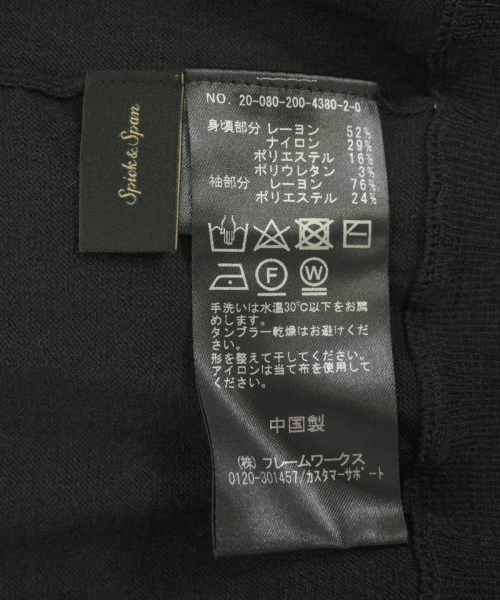 Spick & Span
NO. 20-080-200-4380-2-0
身頃部分 レーヨン 52%
ナイロン 29%
ポリエステル 16%
ポリウレタン 3%
袖部分 レーヨン 76%
ポリエステル 24%
F W
手洗いは水温30℃以下をお薦
めします。
タンブラー乾燥はお避けくだ
さい。
形を整えて干してください。
アイロンは当て布を使用して
ください。
中国製
(株)フレームワークス
0120-301457/カスタマーサポート